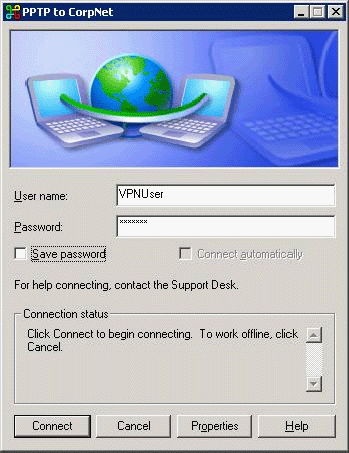 PPTP to CorpNet
User name:
VPNUser
Password:
*******
Save password
Connect automatically
For help connecting, contact the Support Desk.
Connection status
Click Connect to begin connecting.  To work offline, click
Cancel.
Connect
Cancel
Properties
Help